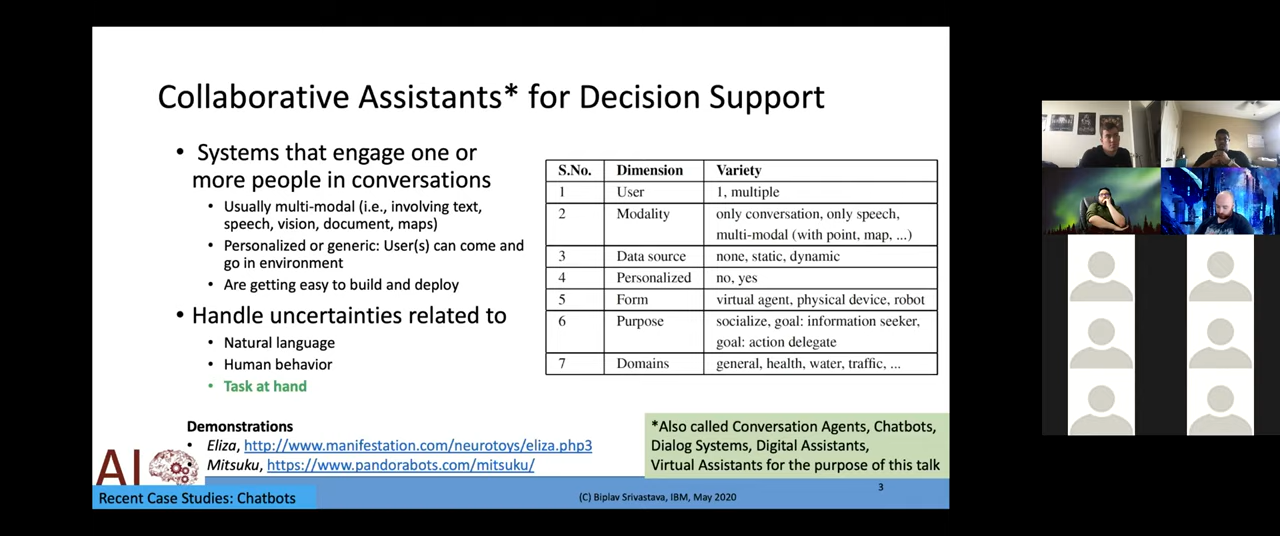 Collaborative Assistants* for Decision Support
• Systems that engage one or
more people in conversations
• Usually multi-modal (i.e., involving text,
speech, vision, document, maps)
• Personalized or generic: User(s) can come and
go in environment
• Are getting easy to build and deploy
• Handle uncertainties related to
• Natural language
• Human behavior
• Task at hand
S.No. Dimension Variety
1 User 1, multiple
2 Modality only conversation, only speech,
multi-modal (with point, map, ...)
3 Data source none, static, dynamic
4 Personalized no, yes
5 Form virtual agent, physical device, robot
6 Purpose socialize, goal: information seeker,
goal: action delegate
7 Domains general, health, water, traffic, ...
Demonstrations
• Eliza, http://www.manifestation.com/neurotoys/eliza.php3
Mitsuku, https://www.pandorabots.com/mitsuku/
*Also called Conversation Agents, Chatbots,
Dialog Systems, Digital Assistants,
Virtual Assistants for the purpose of this talk
AI
Recent Case Studies: Chatbots
(C) Biplav Srivastava, IBM, May 2020
3